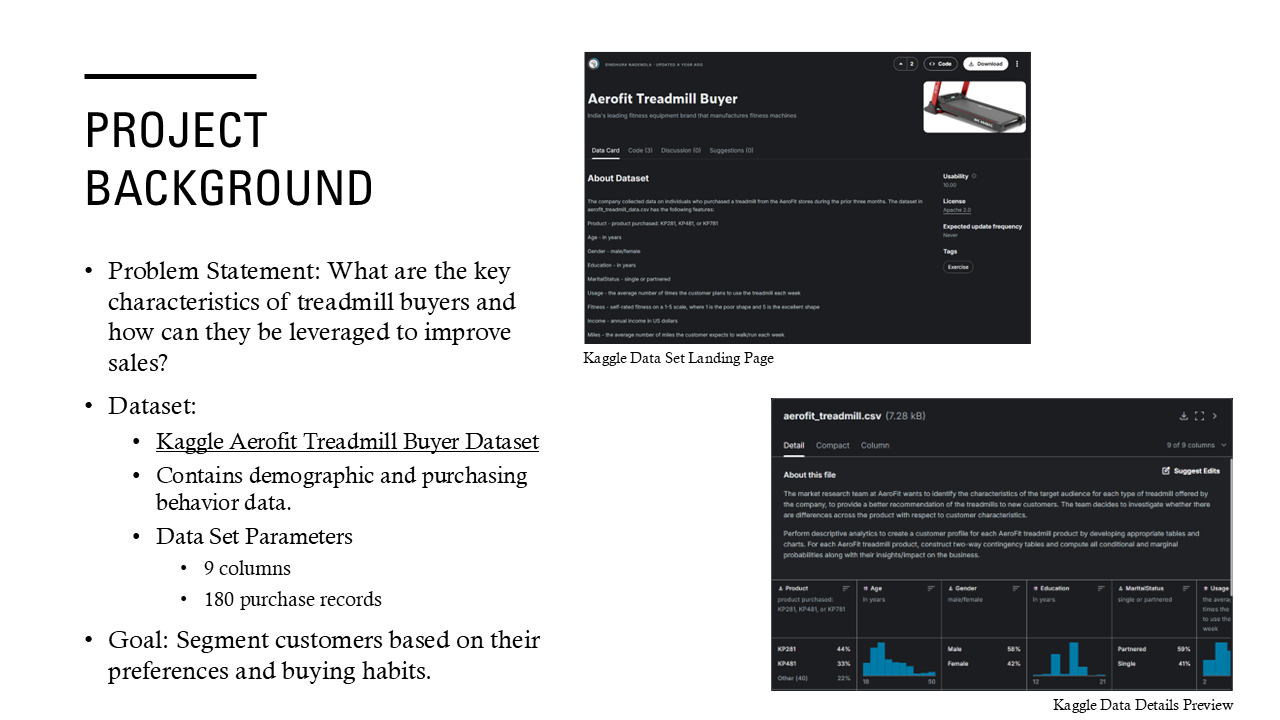 PROJECT
BACKGROUND
• Problem Statement: What are the key
characteristics of treadmill buyers and
how can they be leveraged to improve
sales?
• Dataset:
• Kaggle Aerofit Treadmill Buyer Dataset
• Contains demographic and purchasing
behavior data.
• Data Set Parameters
• 9 columns
• 180 purchase records
• Goal: Segment customers based on their
preferences and buying habits.
UPDATED A YEAR AGO
2
Code
Download
Aerofit Treadmill Buyer
India's leading fitness equipment brand that manufactures fitness machines
Data Card Code (3) Discussion (0) Suggestions (0)
About Dataset
The company collected data on individuals who purchased a treadmill from the AeroFit stores during the prior three months. The dataset in
aerofit_treadmill_data.csv has the following features:
Product - product purchased: KP281, KP481, or KP781
Age - in years
Gender - male/female
Education - in years
MaritalStatus - single or partnered
Usage - the average number of times the customer plans to use the treadmill each week
Fitness - self-rated fitness on a 1-5 scale, where 1 is the poor shape and 5 is the excellent shape
Income - annual income in US dollars
Miles - the average number of miles the customer expects to walk/run each week
Usability
10.00
License
Apache 2.0
Expected update frequency
Never
Tags
Exercise
Kaggle Data Set Landing Page
aerofit_treadmill.csv (7.28 kB)
Detail Compact Column
9 of 9 columns
About this file
Suggest Edits
The market research team at AeroFit wants to identify the characteristics of the target audience for each type of treadmill offered by
the company, to provide a better recommendation of the treadmills to new customers. The team decides to investigate whether there
are differences across the product with respect to customer characteristics.
Perform descriptive analytics to create a customer profile for each AeroFit treadmill product by developing appropriate tables and
charts. For each AeroFit treadmill product, construct two-way contingency tables and compute all conditional and marginal
probabilities along with their insights/impact on the business.
Product
product purchased:
KP281, KP481, or KP781
KP281 44%
KP481 33%
Other (40) 22%
# Age
in years
18 50
Gender
male/female
Male 58%
Female 42%
# Education
in years
12 21
MaritalStatus
single or partnered
Partnered 59%
Single 41%
# Usage
the avera
times the
to use the
week
2
Kaggle Data Details Preview